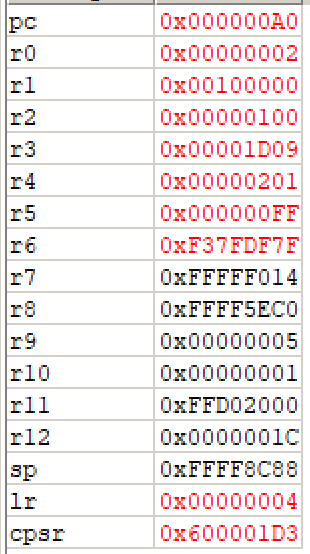 pc 0x000000A0
r0 0x00000002
r1 0x00100000
r2 0x00000100
r3 0x00001D09
r4 0x00000201
r5 0x000000FF
r6 0xF37FDF7F
r7 0xFFFFF014
r8 0xFFFF5EC0
r9 0x00000005
r10 0x00000001
r11 0xFFD02000
r12 0x0000001C
sp 0xFFFF8C88
lr 0x00000004
cpsr 0x600001D3